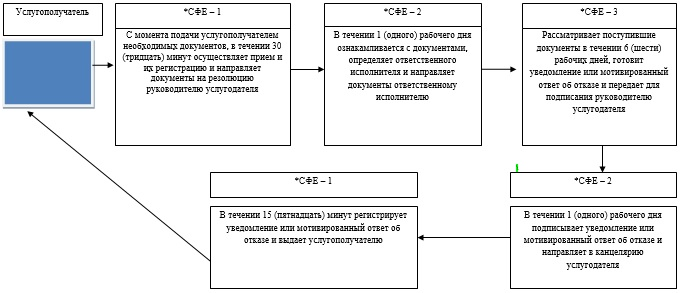 Услугополучатель
*СФЕ – 1
С момента подачи услугополучателем
необходимых документов, в течении 30
(тридцать) минут осуществляет прием и
их регистрацию и направляет
документы на резолюцию
руководителю услугодателя
*СФЕ – 2
В течении 1 (одного) рабочего дня
ознакамливается с документами,
определяет ответственного
исполнителя и направляет
документы ответственному
исполнителю
*СФЕ – 3
Рассматривает поступившие
документы в течении 6 (шести)
рабочих дней, готовит
уведомление или мотивированный
ответ об отказе и передает для
подписания руководителю
услугодателя
*СФЕ – 2
В течении 1 (одного) рабочего дня
подписывает уведомление или
мотивированный ответ об отказе и
направляет в канцелярию
услугодателя
*СФЕ – 1
В течении 15 (пятнадцать) минут регистрирует
уведомление или мотивированный ответ об
отказе и выдает услугополучателю